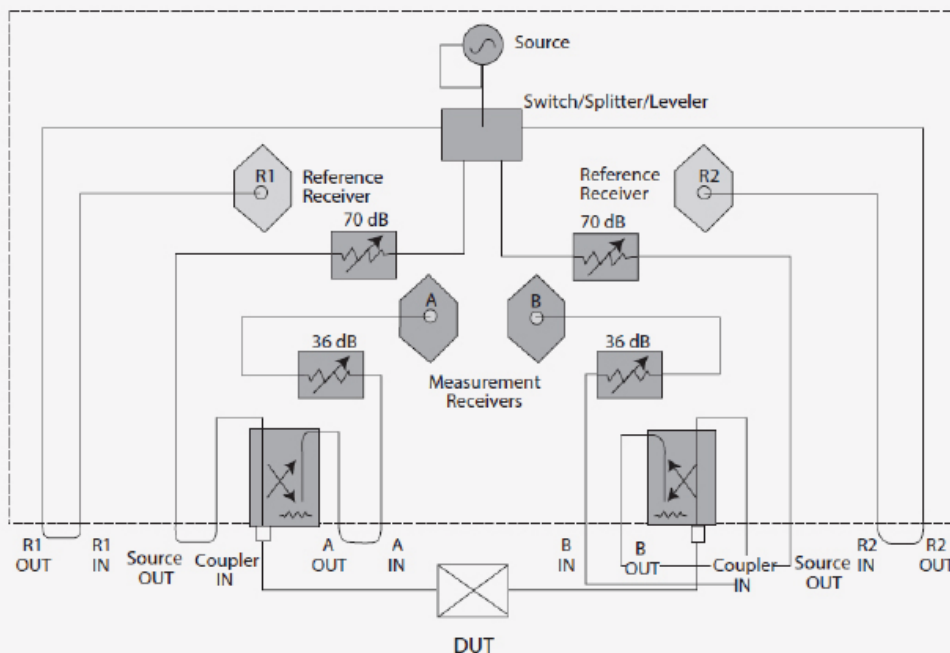 Source
Switch/Splitter/Leveler
R1
Reference
Receiver
Reference
Receiver
R2
70 dB
70 dB
A
B
36 dB
36 dB
Measurement
Receivers
R1
OUT
R1
IN
Source
OUT
Coupler
IN
A
OUT
A
IN
B
IN
B
OUT
Coupler
IN
Source
OUT
R2
IN
R2
OUT
DUT